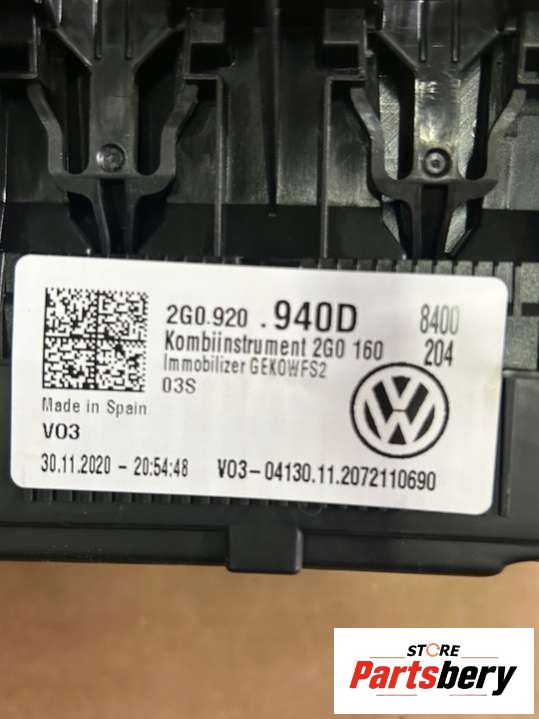 2G0.920 .940D 8400
Kombiinstrument 2G0 160 204
Immobilizer GEKOWFS2
03S
Made in Spain
V03
30.11.2020 - 20:54:48 V03-04130.11.2072110690
STORE
Partsbery